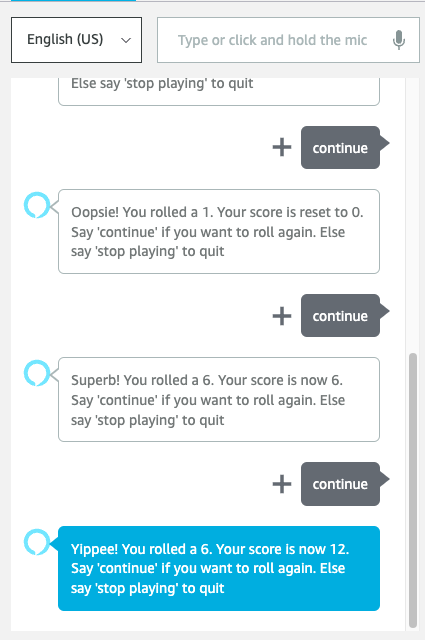 English (US)
Type or click and hold the mic
Else say 'stop playing' to quit
continue
Oopsie! You rolled a 1. Your score is reset to 0.
Say 'continue' if you want to roll again. Else
say 'stop playing' to quit
continue
Superb! You rolled a 6. Your score is now 6.
Say 'continue' if you want to roll again. Else
say 'stop playing' to quit
continue
Yippee! You rolled a 6. Your score is now 12.
Say 'continue' if you want to roll again. Else
say 'stop playing' to quit